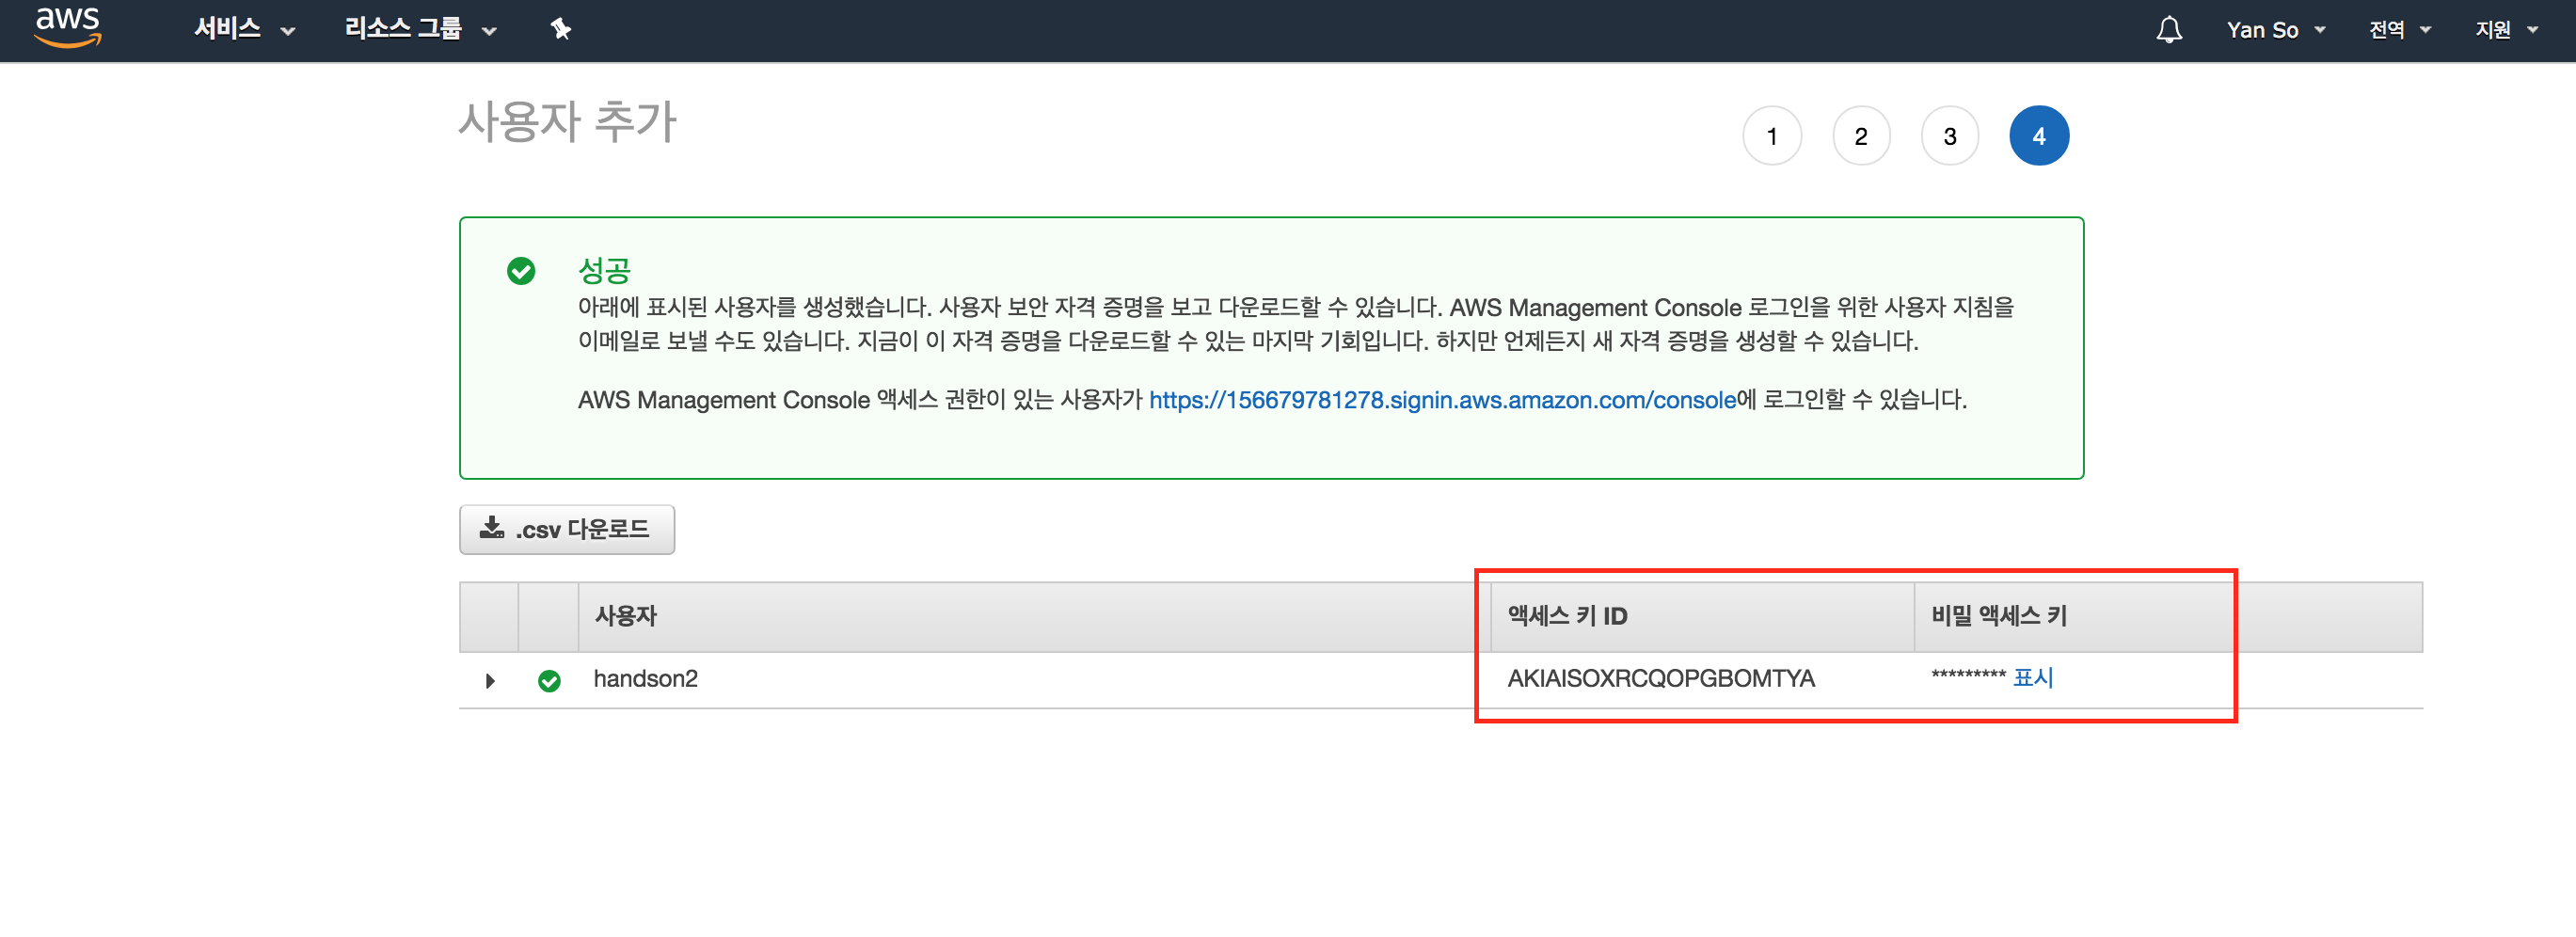 aws 서비스 리소스 그룹 Yan So 전역 지원
사용자 추가
1 2 3 4
성공
아래에 표시된 사용자를 생성했습니다. 사용자 보안 자격 증명을 보고 다운로드할 수 있습니다. AWS Management Console 로그인을 위한 사용자 지침을
이메일로 보낼 수도 있습니다. 지금이 이 자격 증명을 다운로드할 수 있는 마지막 기회입니다. 하지만 언제든지 새 자격 증명을 생성할 수 있습니다.
AWS Management Console 액세스 권한이 있는 사용자가 https://156679781278.signin.aws.amazon.com/console에 로그인할 수 있습니다.
.csv 다운로드
사용자 액세스 키 ID 비밀 액세스 키
handson2 AKIAISOXRCQOPGBOMTYA ********* 표시